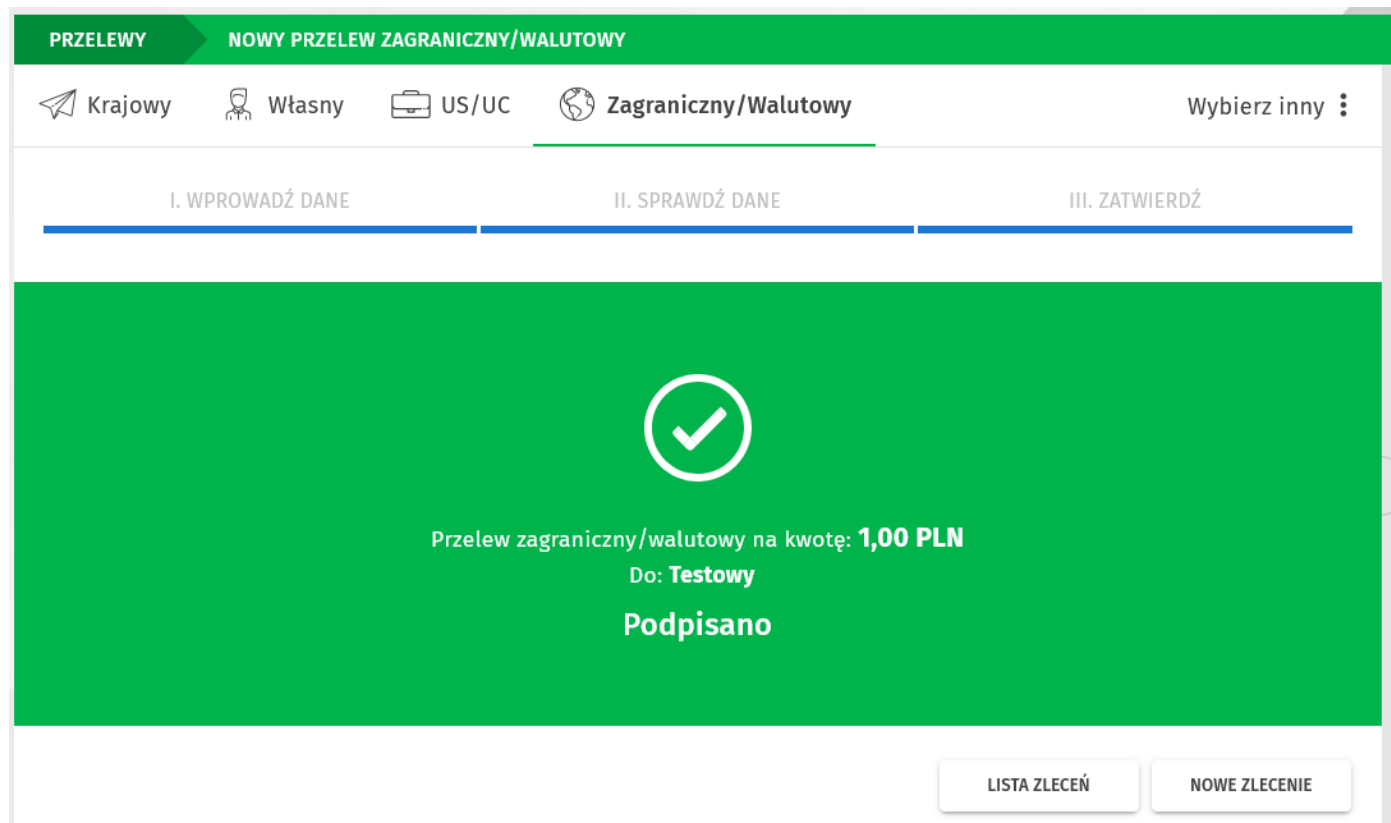 PRZELEWY NOWY PRZELEW ZAGRANICZNY/WALUTOWY
Krajowy Własny US/UC Zagraniczny/Walutowy Wybierz inny
I. WPROWADŹ DANE II. SPRAWDŹ DANE III. ZATWIERDŹ
Przelew zagraniczny/walutowy na kwotę: 1,00 PLN
Do: Testowy
Podpisano
LISTA ZLECEŃ NOWE ZLECENIE